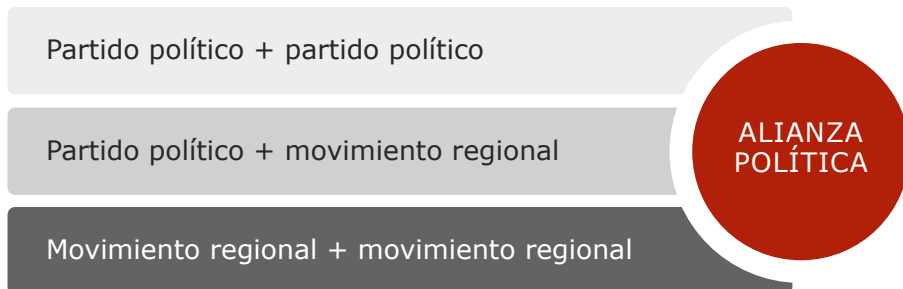 Partido político + partido político
Partido político + movimiento regional
Movimiento regional + movimiento regional
ALIANZA
POLÍTICA